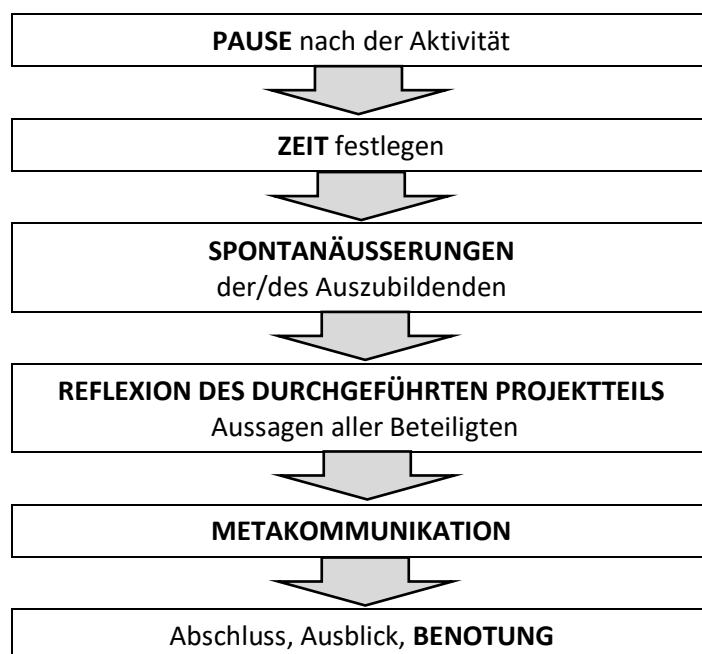 PAUSE nach der Aktivität
ZEIT festlegen
SPONTANÄUSSERUNGEN
der/des Auszubildenden
REFLEXION DES DURCHGEFÜHRTEN PROJEKTTEILS
Aussagen aller Beteiligten
METAKOMMUNIKATION
Abschluss, Ausblick, BENOTUNG